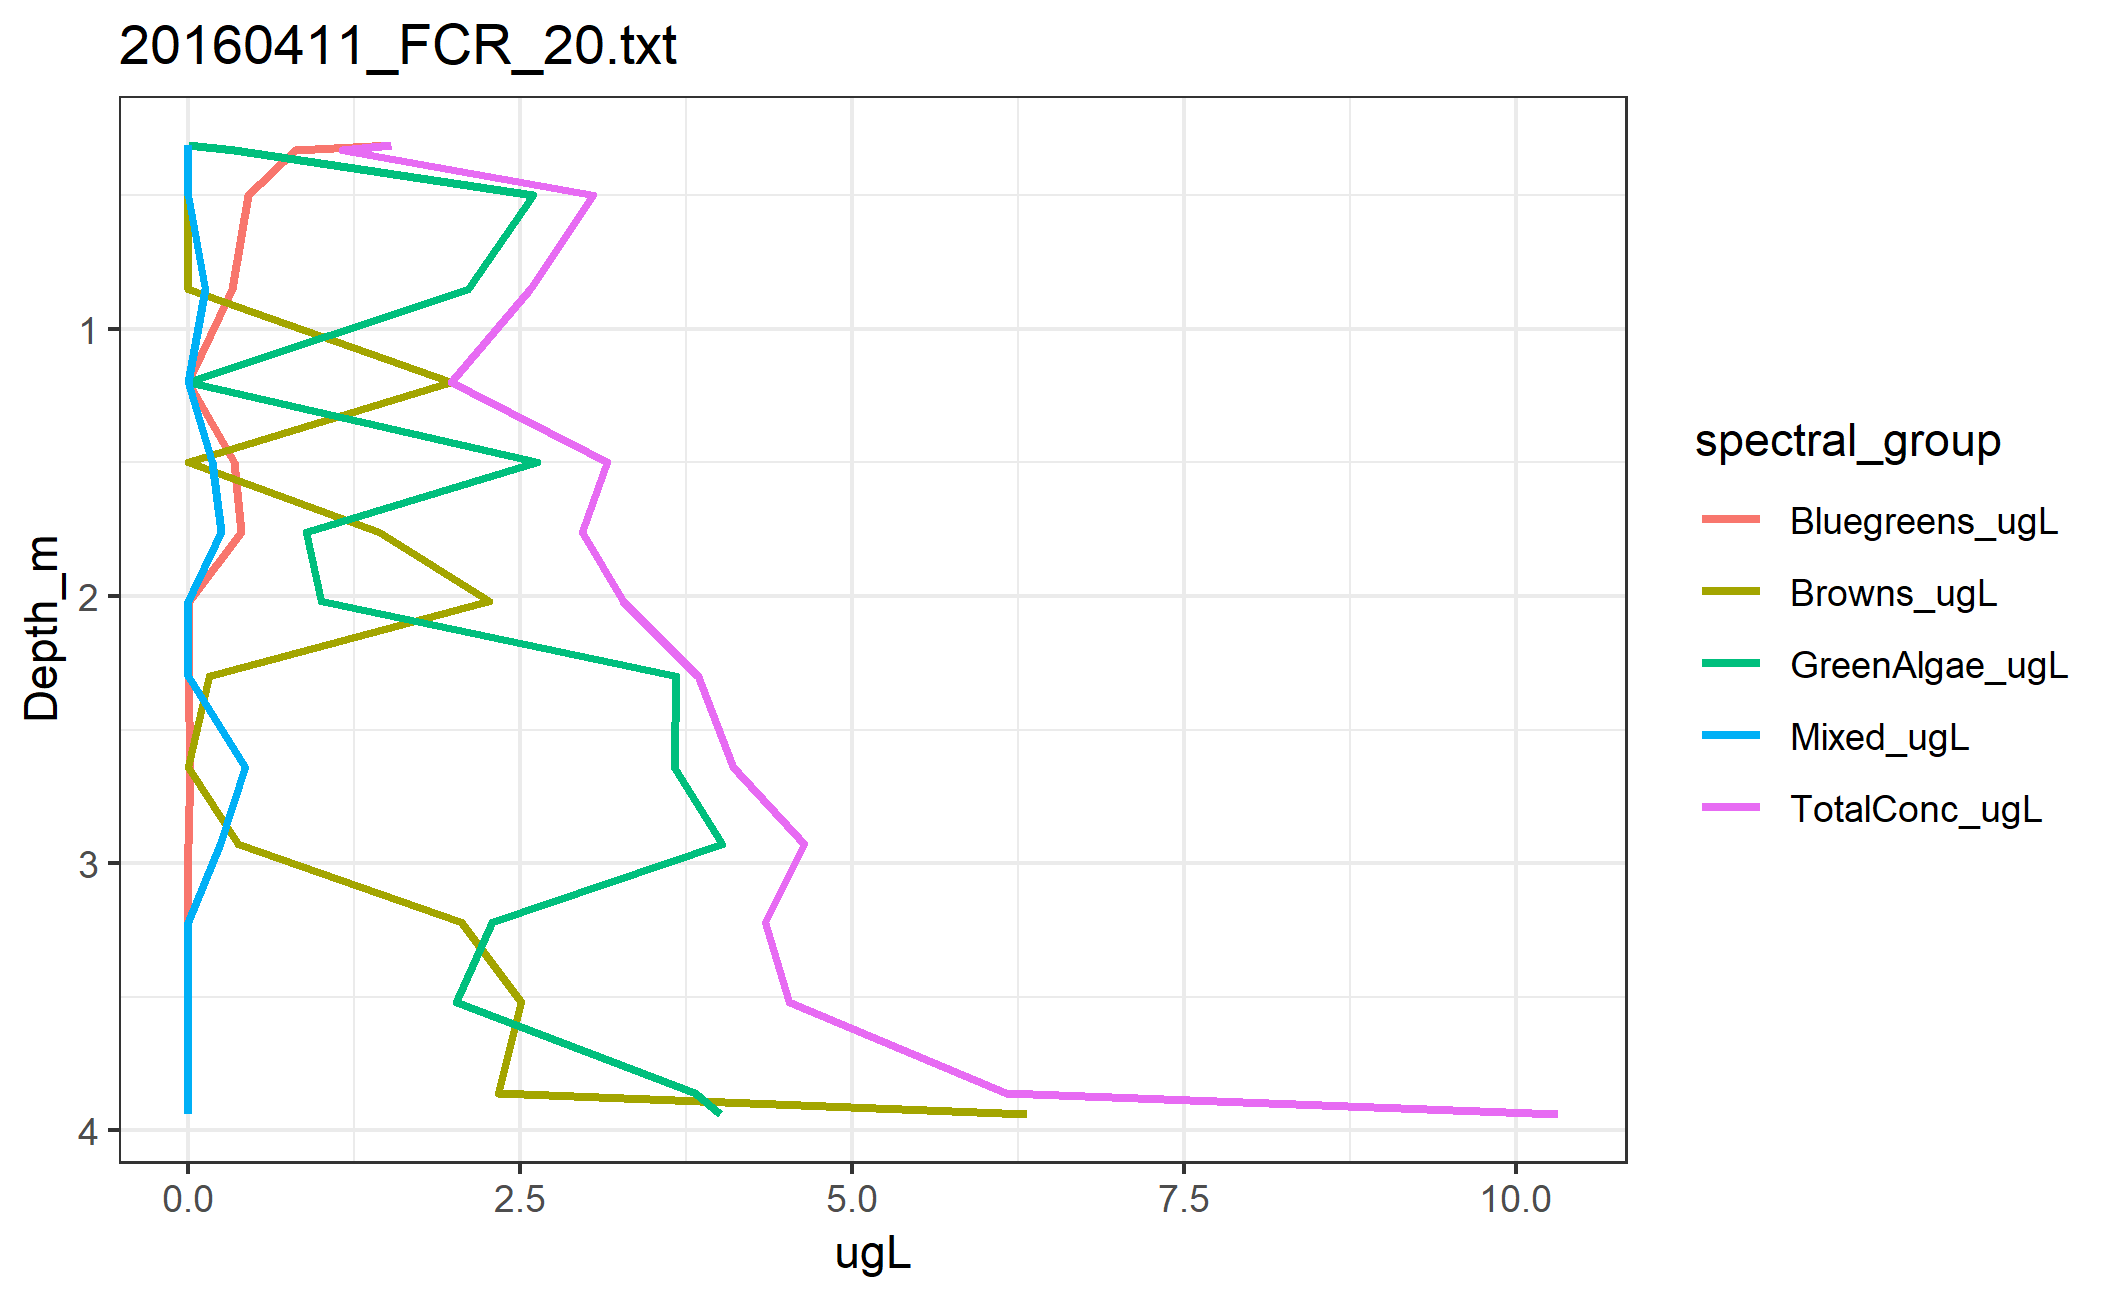 20160411_FCR_20.txt
Depth_m
1
2
3
4
0.0 2.5 5.0 7.5 10.0
ugL
spectral_group
Bluegreens_ugL
Browns_ugL
GreenAlgae_ugL
Mixed_ugL
TotalConc_ugL